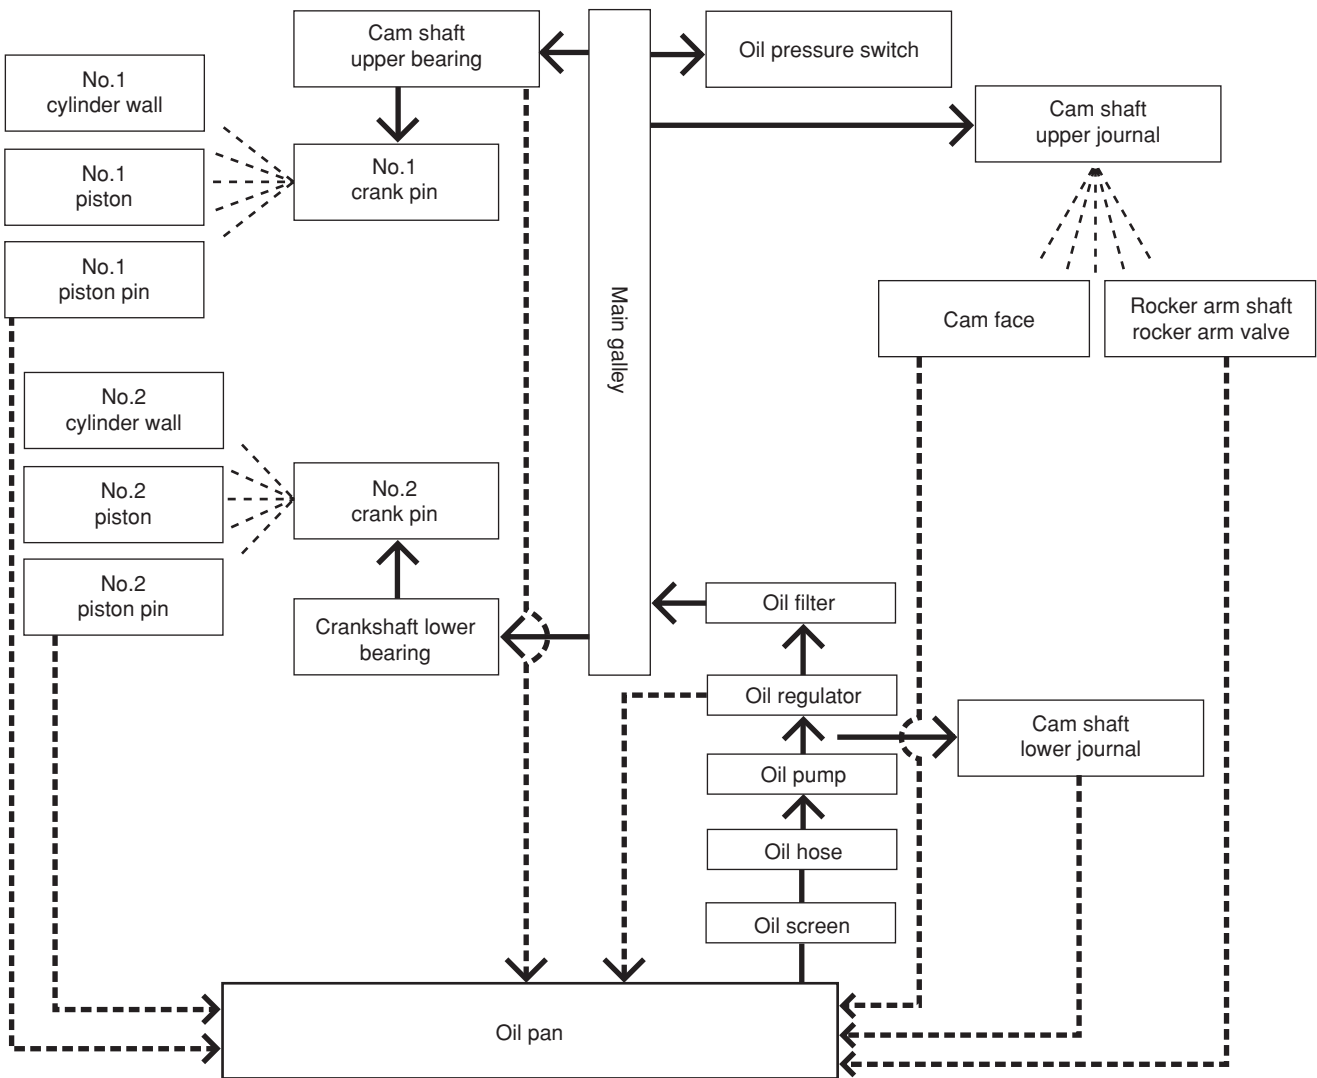 Cam shaft
upper bearing
Oil pressure switch
No.1
cylinder wall
Cam shaft
upper journal
No.1
piston
No.1
crank pin
No.1
piston pin
Main galley
Cam face
Rocker arm shaft
rocker arm valve
No.2
cylinder wall
No.2
piston
No.2
crank pin
No.2
piston pin
Crankshaft lower
bearing
Oil filter
Oil regulator
Cam shaft
lower journal
Oil pump
Oil hose
Oil screen
Oil pan